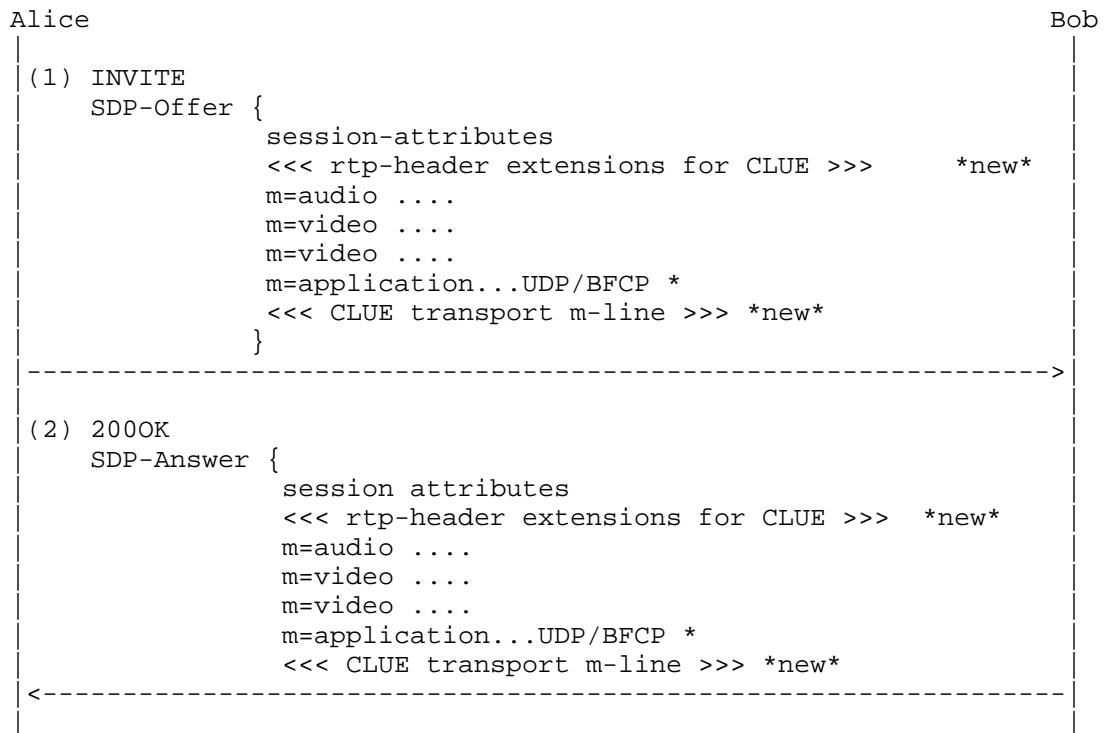 Alice Bob
(1) INVITE
SDP-Offer {
session-attributes
<<< rtp-header extensions for CLUE >>> *new*
m=audio ....
m=video ....
m=video ....
m=application...UDP/BFCP *
<<< CLUE transport m-line >>> *new*
}
---------------------------------------------------------------->
(2) 200OK
SDP-Answer {
session attributes
<<< rtp-header extensions for CLUE >>> *new*
m=audio ....
m=video ....
m=video ....
m=application...UDP/BFCP *
<<< CLUE transport m-line >>> *new*
<----------------------------------------------------------------